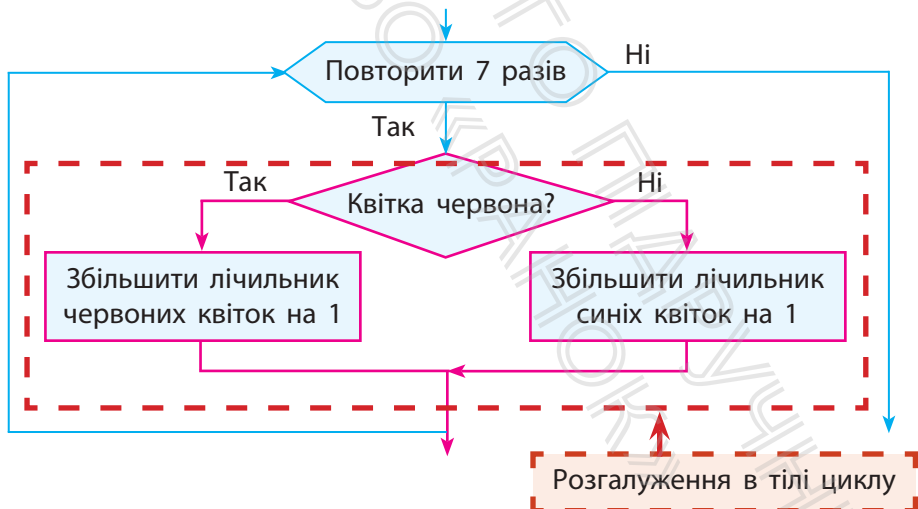 Повторити 7 разів
Ні
Так
Так
Квітка червона?
Ні
Збільшити лічильник
червоних квіток на 1
Збільшити лічильник
синіх квіток на 1
Розгалуження в тілі циклу